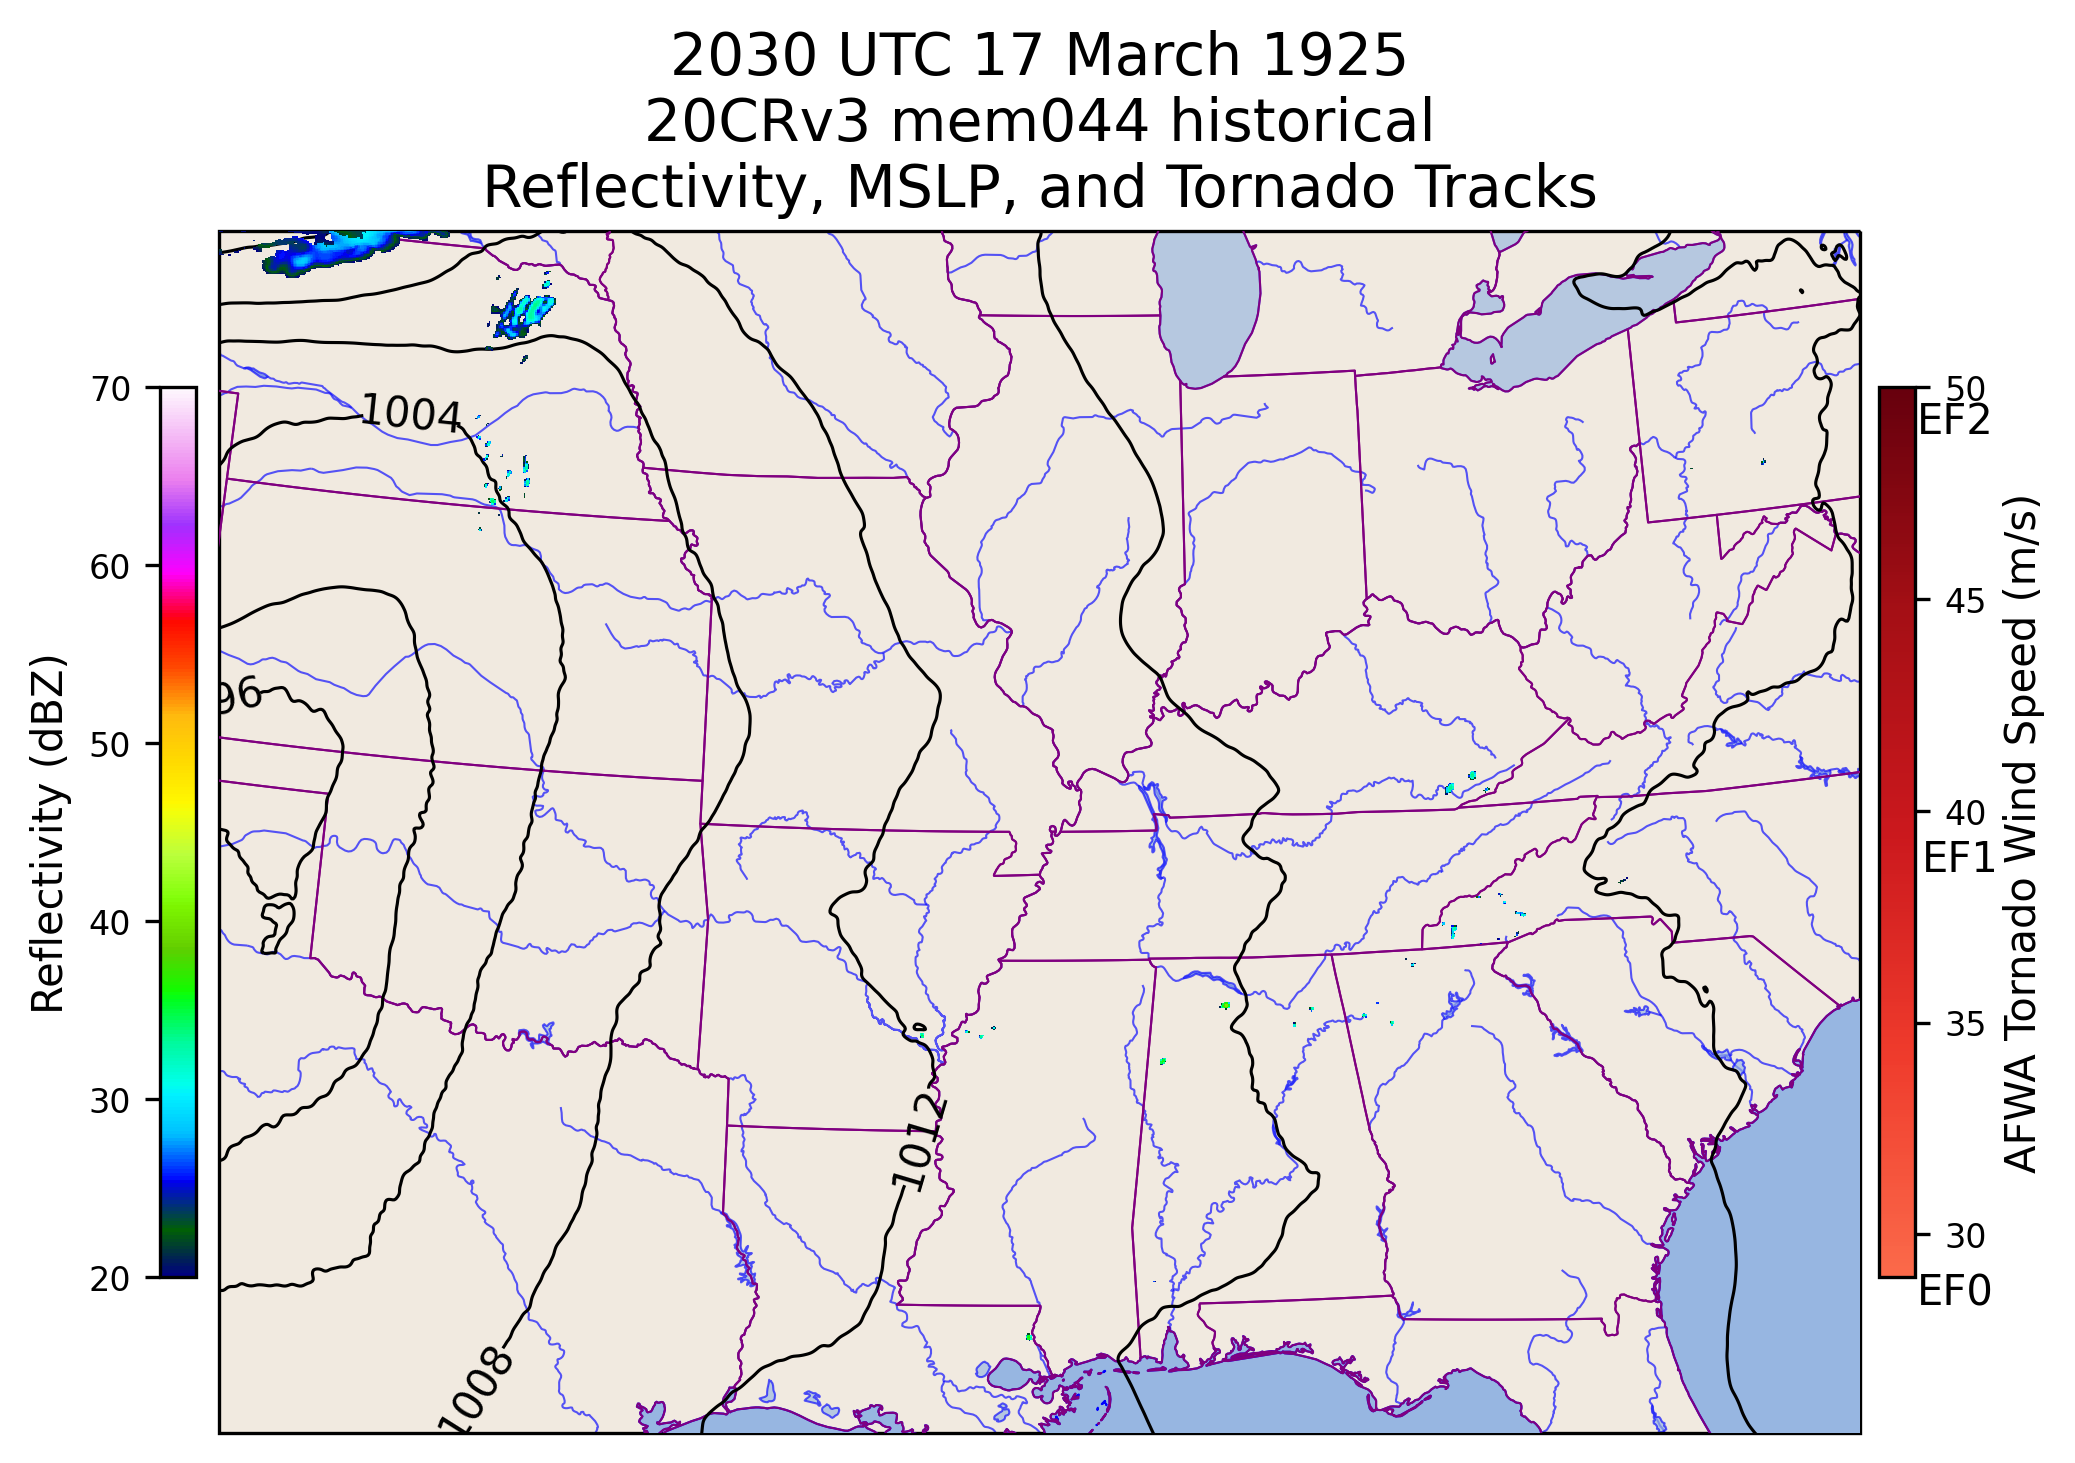 2030 UTC 17 March 1925
20CRv3 mem044 historical
Reflectivity, MSLP, and Tornado Tracks
Reflectivity (dBZ)
70
60
50
40
30
20
1004
96
1012
1008
50
EF2
45
40
EF1
35
30
EF0
AFWA Tornado Wind Speed (m/s)